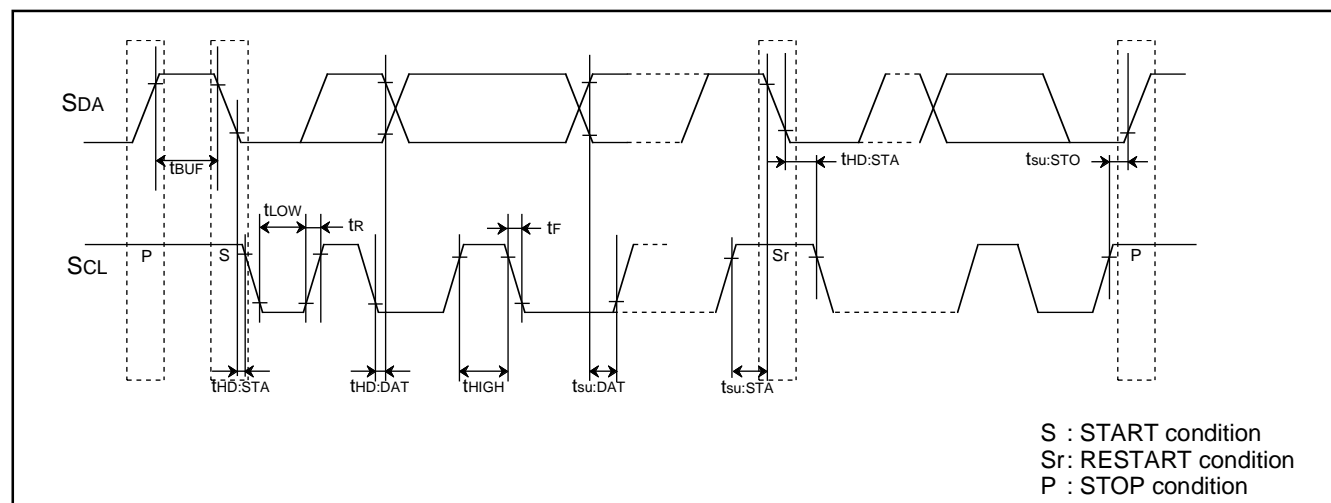 SDA
tBUF
tHD:STA
tsu:STO
tLOW
tR
tF
SCL
P
S
Sr
P
tHD:STA
tHD:DAT
tHIGH
tsu:DAT
tsu:STA
S : START condition
Sr: RESTART condition
P : STOP condition